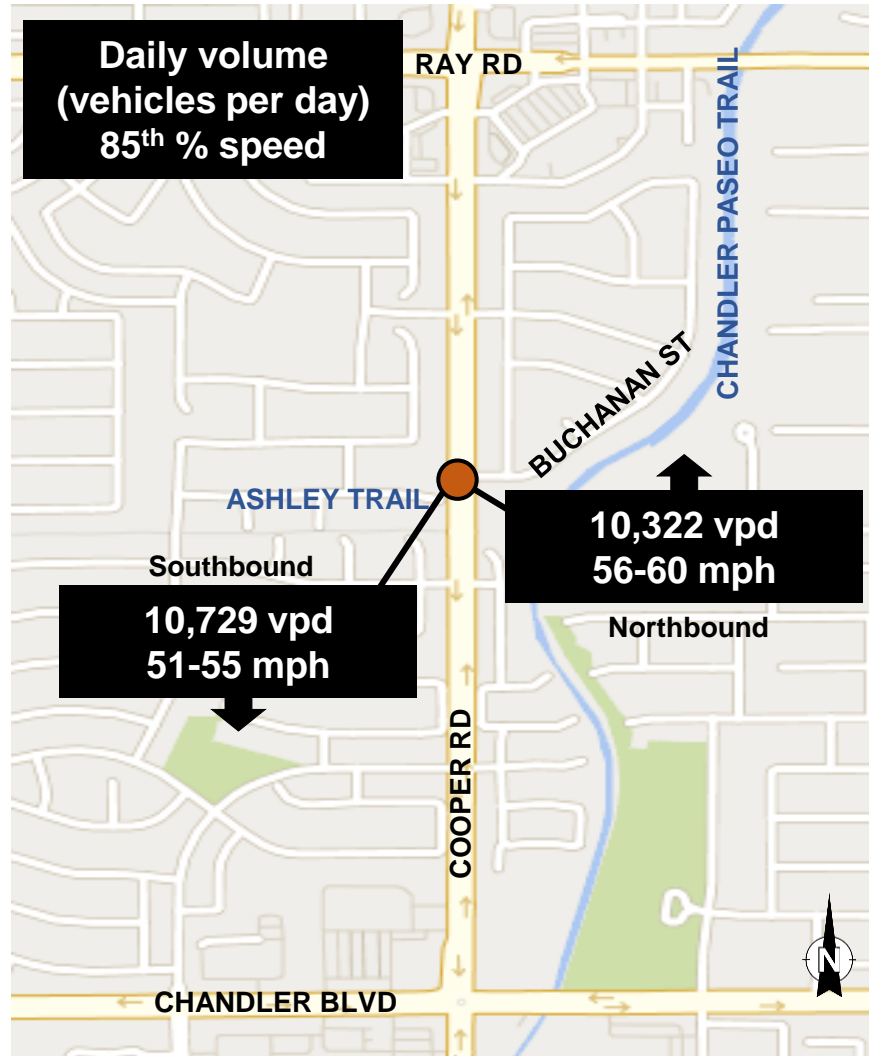 Daily volume
(vehicles per day)
85th % speed
RAY RD
CHANDLER PASEO TRAIL
BUCHANAN ST
ASHLEY TRAIL
10,322 vpd
56-60 mph
Northbound
Southbound
10,729 vpd
51-55 mph
COOPER RD
CHANDLER BLVD
N